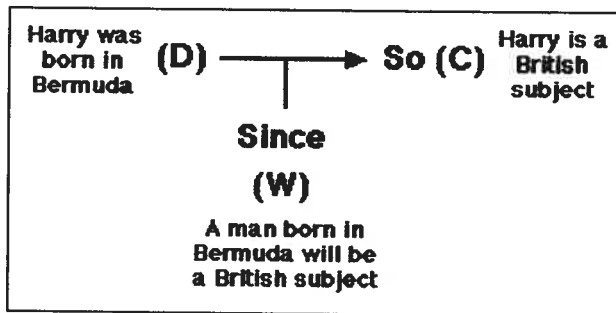 Harry was
born in
Bermuda
(D)
So (C)
Harry is a
British
subject
Since
(W)
A man born in
Bermuda will be
a British subject